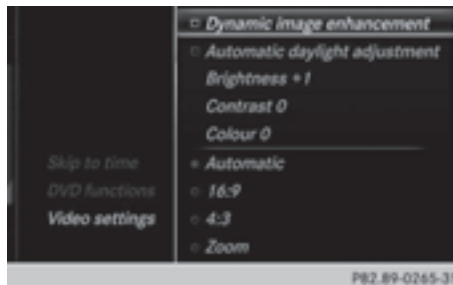 Dynamic image enhancement
Automatic daylight adjustment
Brightness +1
Contrast 0
Colour 0
Skip to time
Automatic
DVD functions
16:9
Video settings
4:3
Zoom
P82.89-0265-31